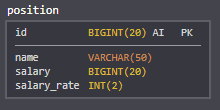 position
id BIGINT(20) AI PK
name VARCHAR(50)
salary BIGINT(20)
salary_rate INT(2)